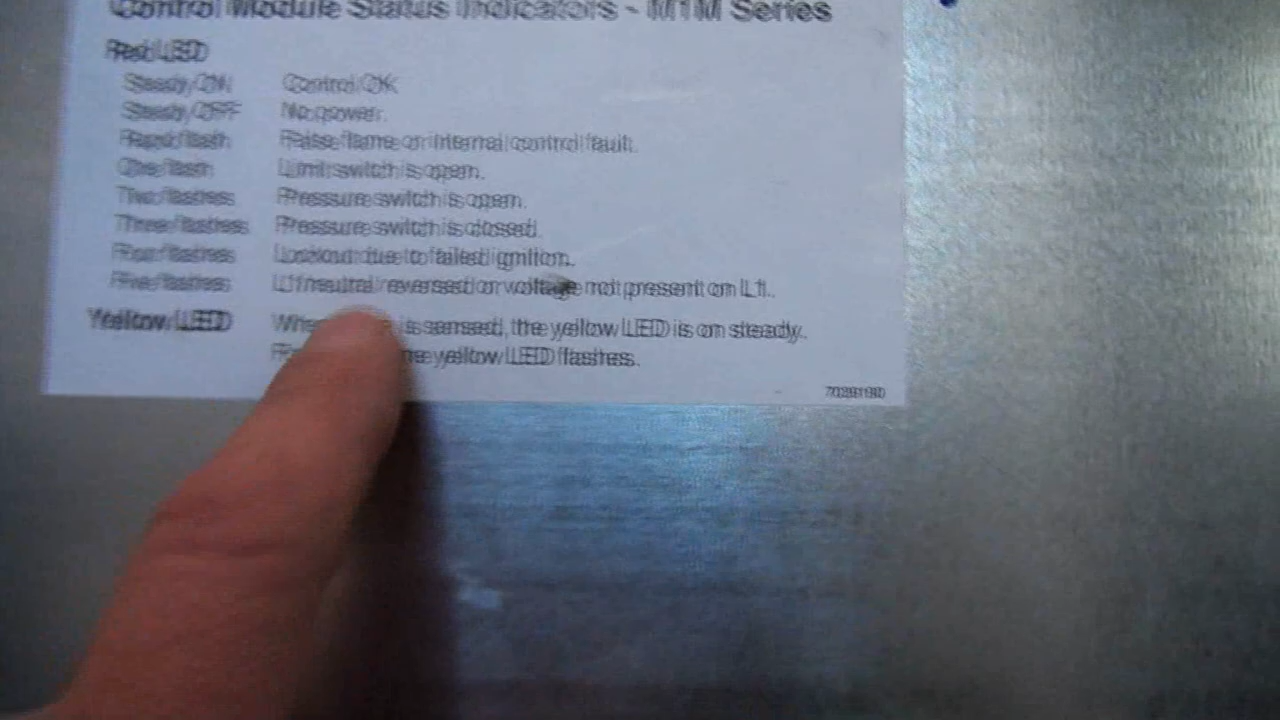 Control Module Status Indicators - M1M Series
Red LED
Steady ON Control OK
Steady OFF No power.
Rapid flash False flame or internal control fault.
One flash Limit switch is open.
Two flashes Pressure switch is open.
Three flashes Pressure switch is closed.
Four flashes Lockout due to failed ignition.
Five flashes L1/neutral reversed or voltage not present on L1.
Yellow LED is sensed, the yellow LED is on steady.
yellow LED flashes.